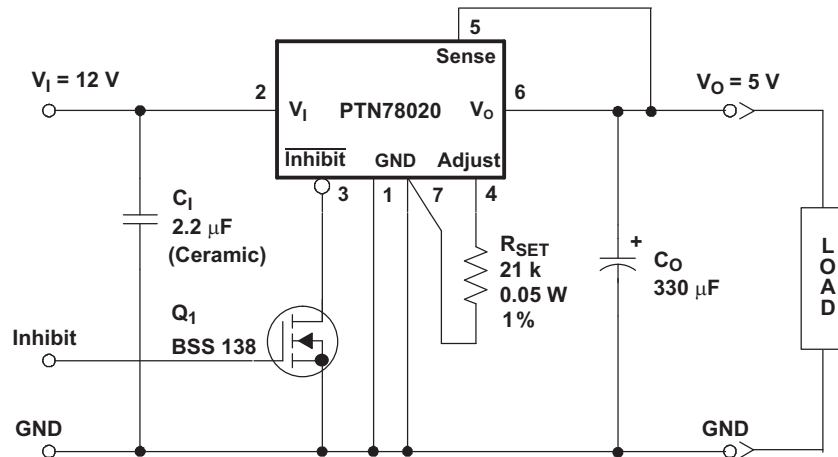 5
Sense
V_I = 12 V
V_O = 5 V
2
6
V_I
PTN78020
V_O
Inhibit
GND
Adjust
3
1
7
4
C_I
2.2 μF
(Ceramic)
R_SET
21 k
0.05 W
1%
+
C_O
330 μF
LOAD
Q_1
BSS 138
Inhibit
GND
GND